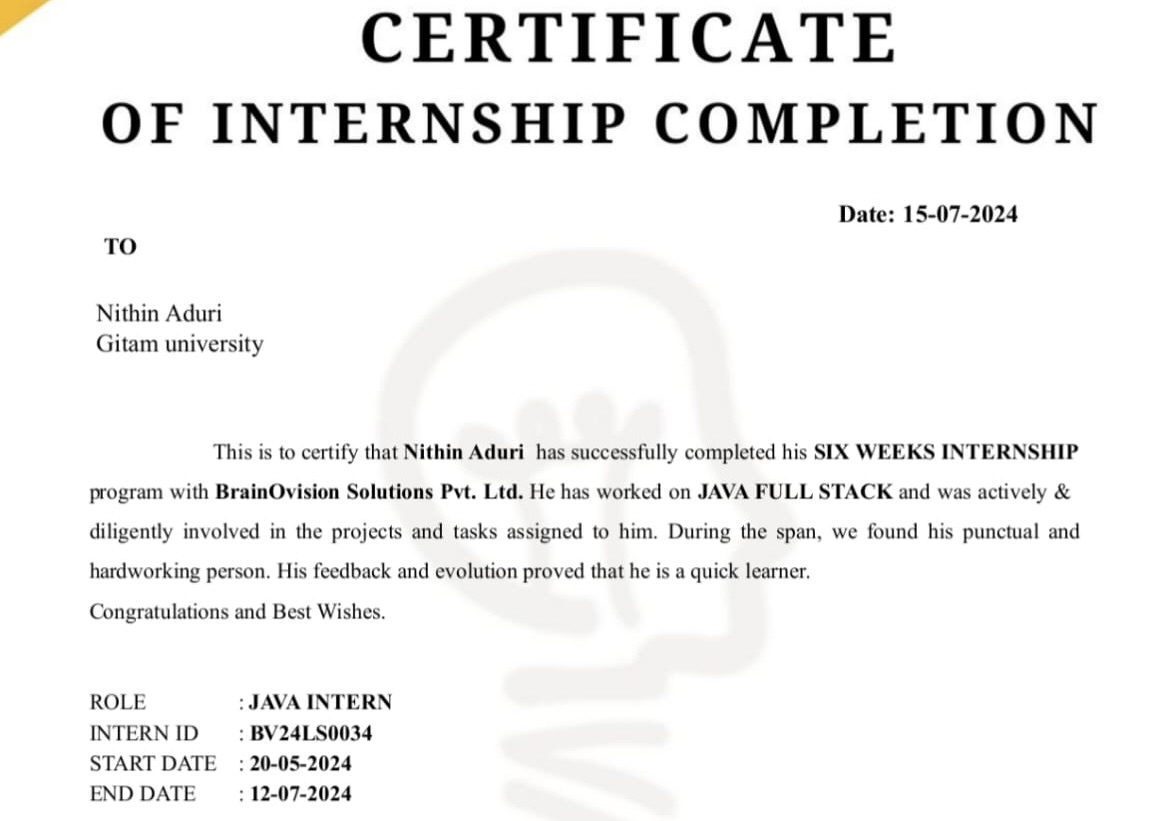 CERTIFICATE
OF INTERNSHIP COMPLETION
Date: 15-07-2024
TO
Nithin Aduri
Gitam university
This is to certify that Nithin Aduri has successfully completed his SIX WEEKS INTERNSHIP
program with BrainOvision Solutions Pvt. Ltd. He has worked on JAVA FULL STACK and was actively &
diligently involved in the projects and tasks assigned to him. During the span, we found his punctual and
hardworking person. His feedback and evolution proved that he is a quick learner.
Congratulations and Best Wishes.
ROLE : JAVA INTERN
INTERN ID : BV24LS0034
START DATE : 20-05-2024
END DATE : 12-07-2024